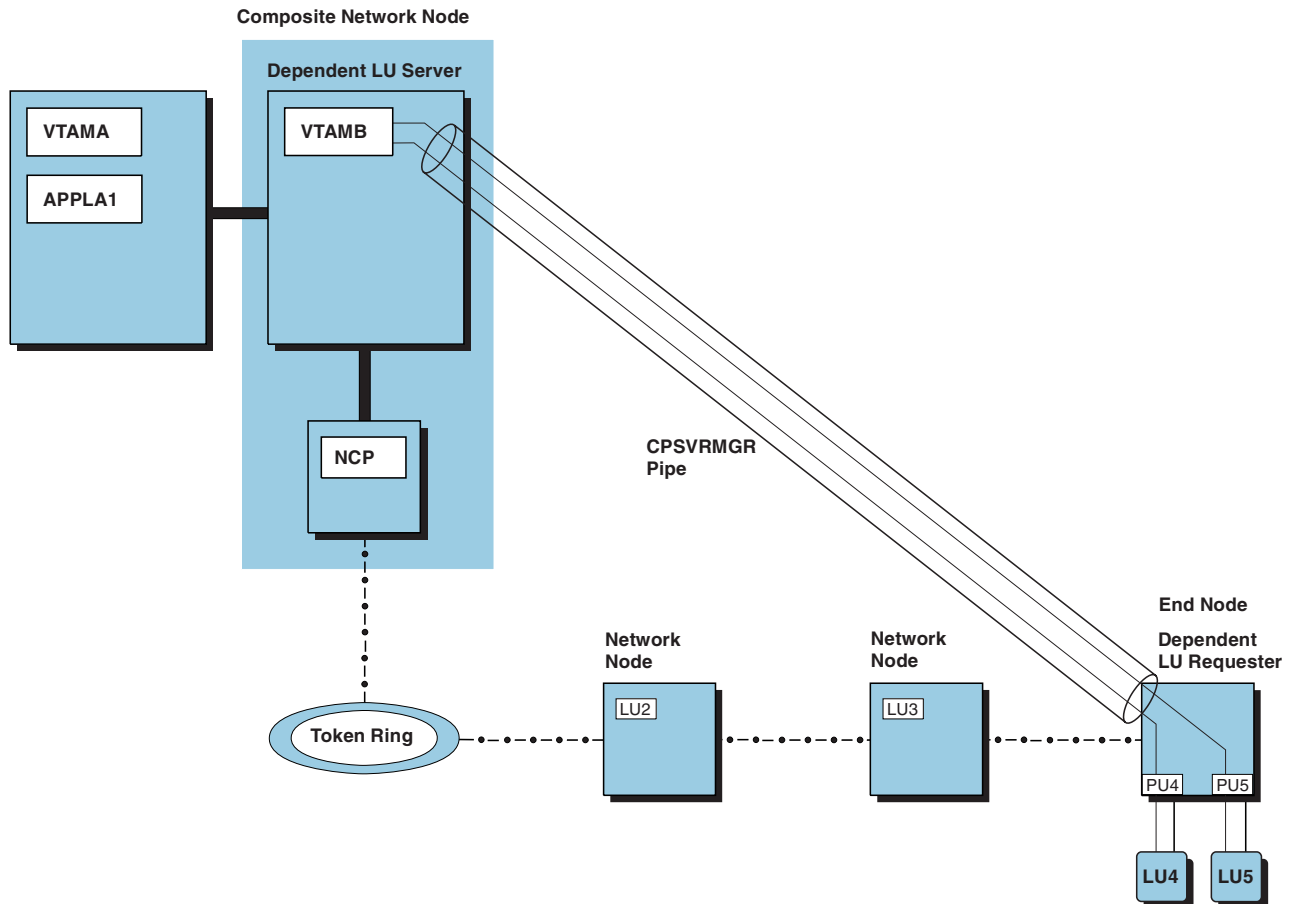 Composite Network Node
Dependent LU Server
VTAMA
VTAMB
APPLA1
CPSVRMGR
Pipe
NCP
End Node
Network
Node
Network
Node
Dependent
LU Requester
LU2
LU3
Token Ring
PU4
PU5
LU4
LU5